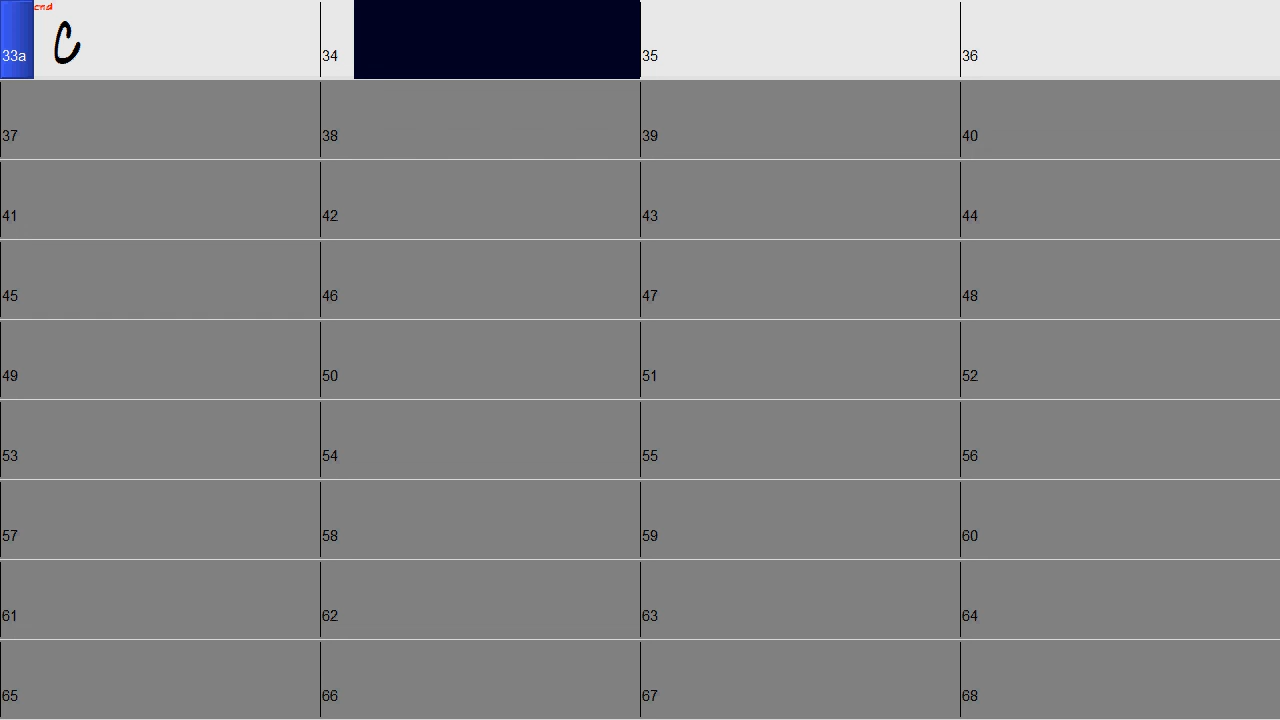 end
33a C 34 35 36
37 38 39 40
41 42 43 44
45 46 47 48
49 50 51 52
53 54 55 56
57 58 59 60
61 62 63 64
65 66 67 68